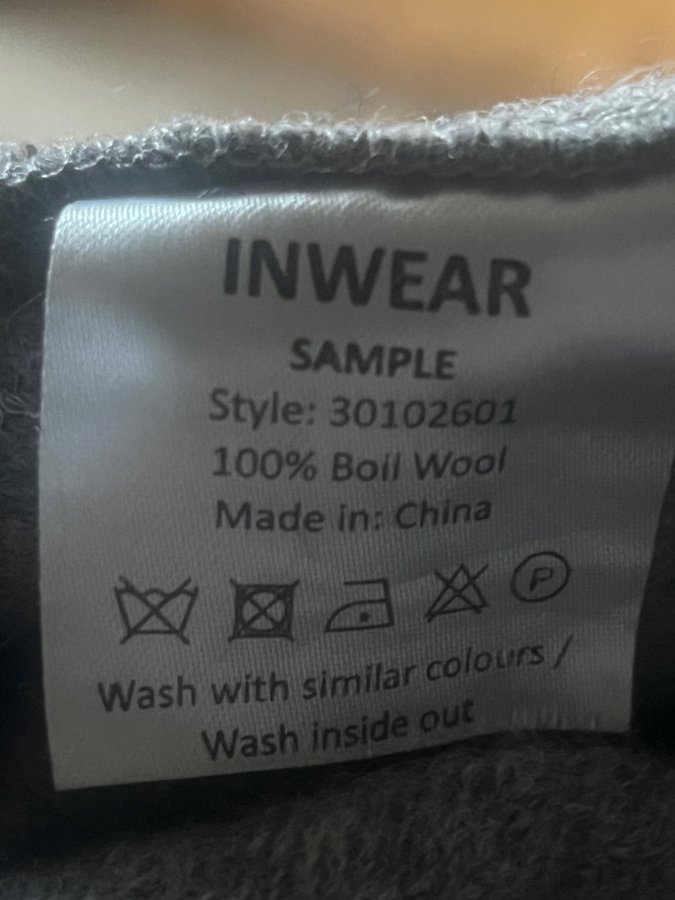 INWEAR
SAMPLE
Style: 30102601
100% Boil Wool
Made in: China
P
Wash with similar colours /
Wash inside out